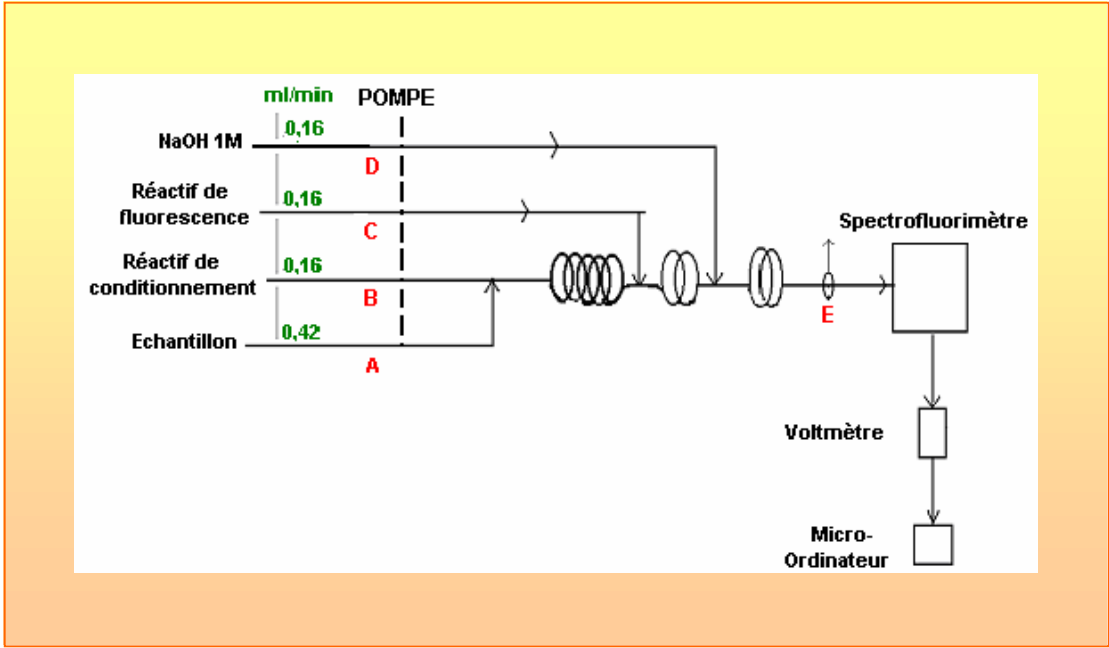 ml/min POMPE
0,16
NaOH 1M
D
Réactif de
fluorescence
0,16
C
Spectrofluorimètre
Réactif de
conditionnement
0,16
B
E
Echantillon
0,42
A
Voltmètre
Micro-
Ordinateur